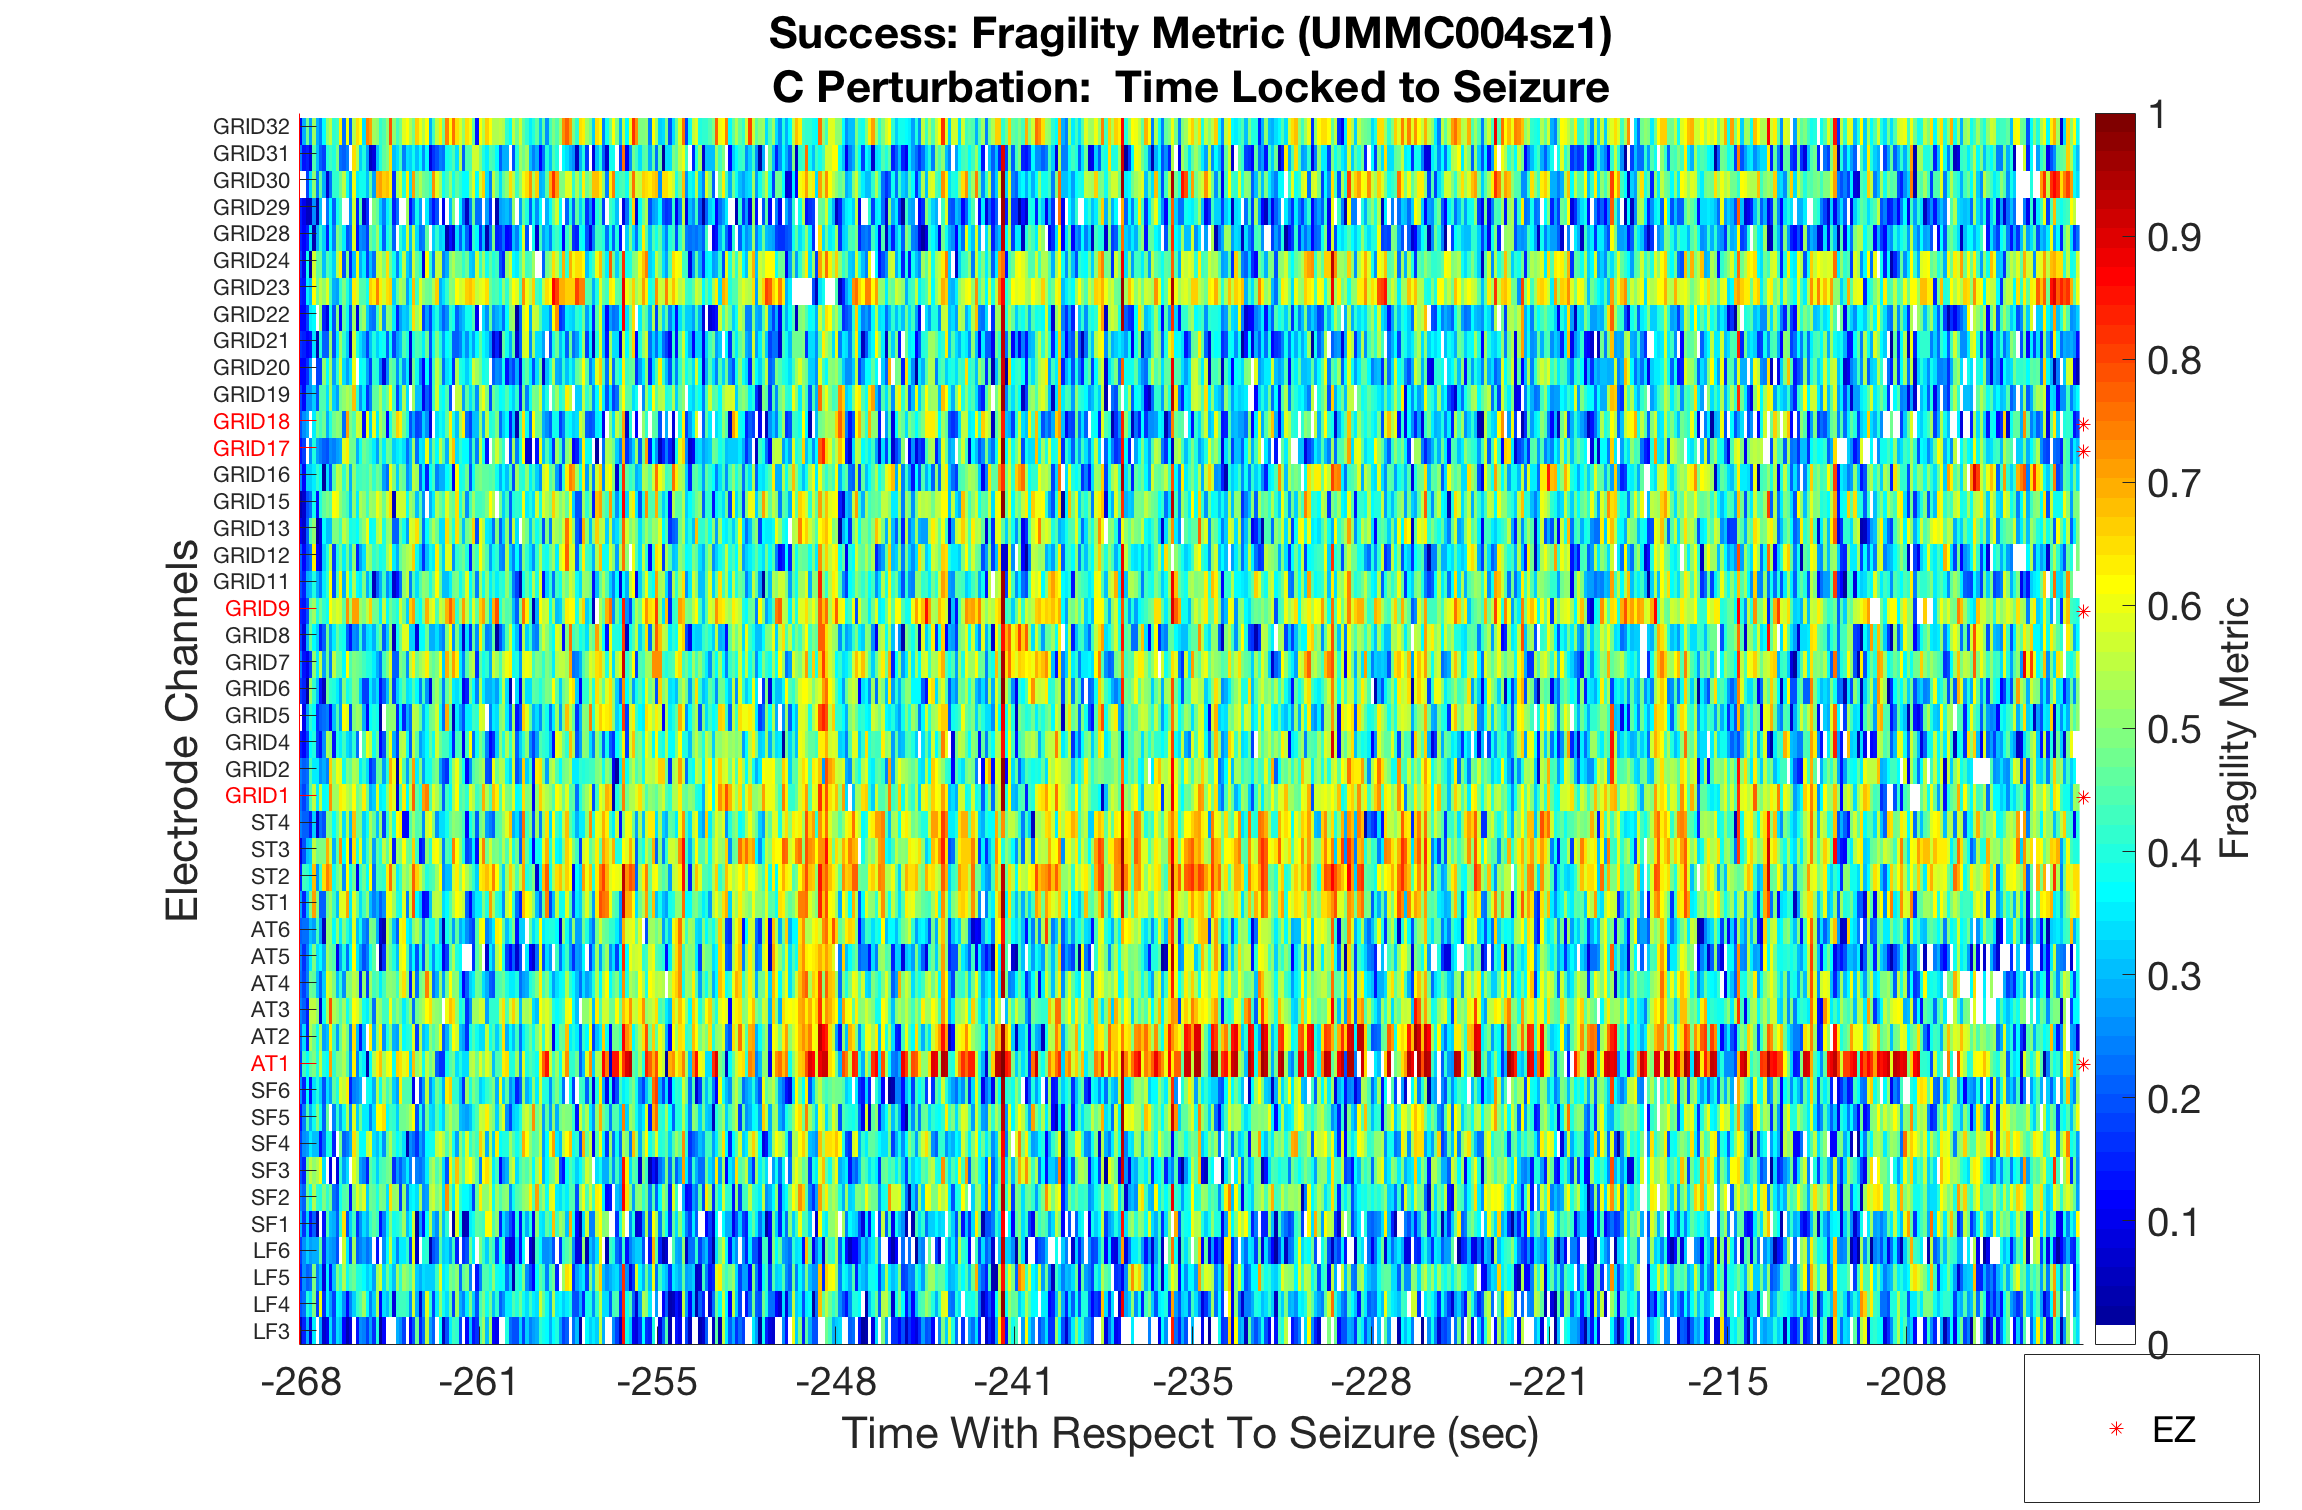 Success: Fragility Metric (UMMC004sz1)
C Perturbation:  Time Locked to Seizure
Electrode Channels
GRID32
GRID31
GRID30
GRID29
GRID28
GRID24
GRID23
GRID22
GRID21
GRID20
GRID19
GRID18
GRID17
GRID16
GRID15
GRID13
GRID12
GRID11
GRID9
GRID8
GRID7
GRID6
GRID5
GRID4
GRID2
GRID1
ST4
ST3
ST2
ST1
AT6
AT5
AT4
AT3
AT2
AT1
SF6
SF5
SF4
SF3
SF2
SF1
LF6
LF5
LF4
LF3
-268 -261 -255 -248 -241 -235 -228 -221 -215 -208
Time With Respect To Seizure (sec)
1
0.9
0.8
0.7
0.6
0.5
0.4
0.3
0.2
0.1
0
Fragility Metric
EZ